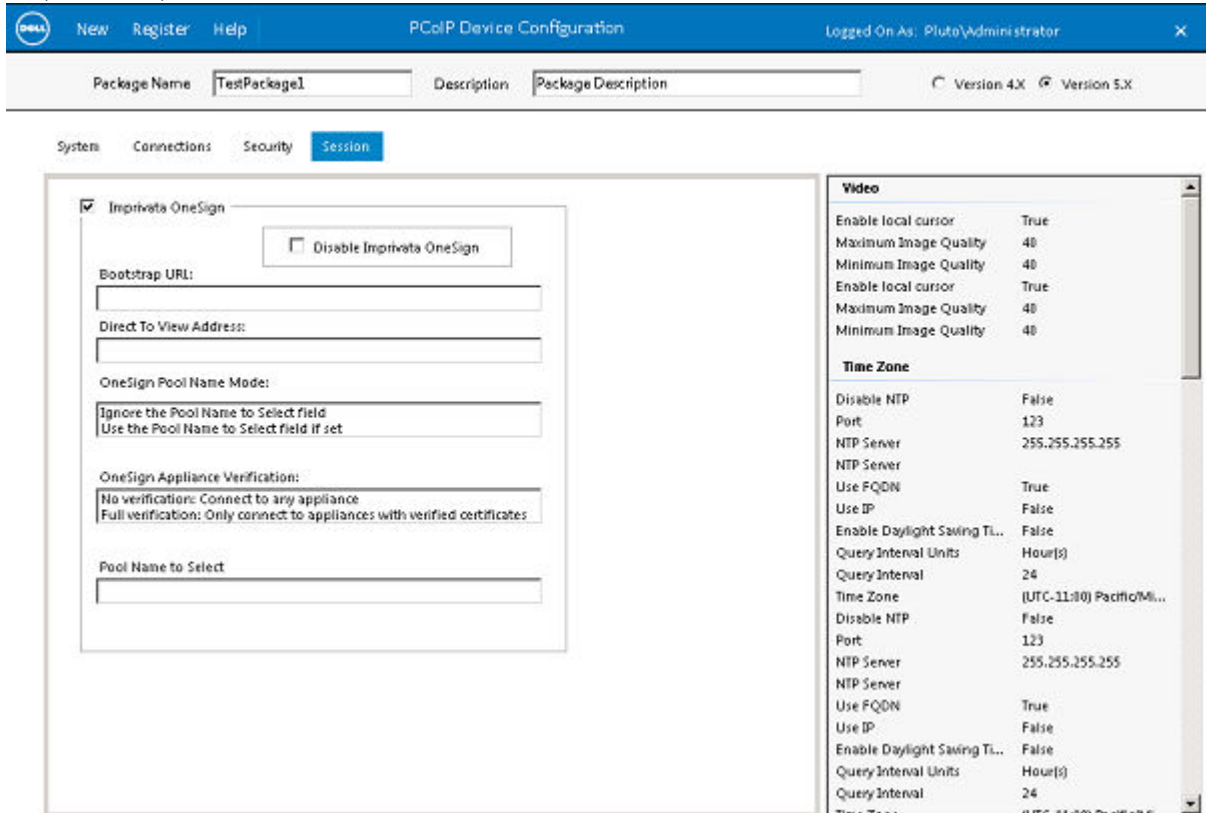 DELL
New Register Help PCoIP Device Configuration Logged On As: Pluto\Administrator ×
Package Name TestPackage1 Description Package Description Version 4.X Version 5.X
System Connections Security Session
Imprivata OneSign
Disable Imprivata OneSign
Bootstrap URL:
Direct To View Address:
OneSign Pool Name Mode:
Ignore the Pool Name to Select field
Use the Pool Name to Select field if set
OneSign Appliance Verification:
No verification: Connect to any appliance
Full verification: Only connect to appliances with verified certificates
Pool Name to Select
Video
Enable local cursor True
Maximum Image Quality 40
Minimum Image Quality 40
Enable local cursor True
Maximum Image Quality 40
Minimum Image Quality 40
Time Zone
Disable NTP False
Port 123
NTP Server 255.255.255.255
NTP Server
Use FQDN True
Use IP False
Enable Daylight Saving Ti... False
Query Interval Units Hour(s)
Query Interval 24
Time Zone (UTC-11:00) Pacific/Mi...
Disable NTP False
Port 123
NTP Server 255.255.255.255
NTP Server
Use FQDN True
Use IP False
Enable Daylight Saving Ti... False
Query Interval Units Hour(s)
Query Interval 24